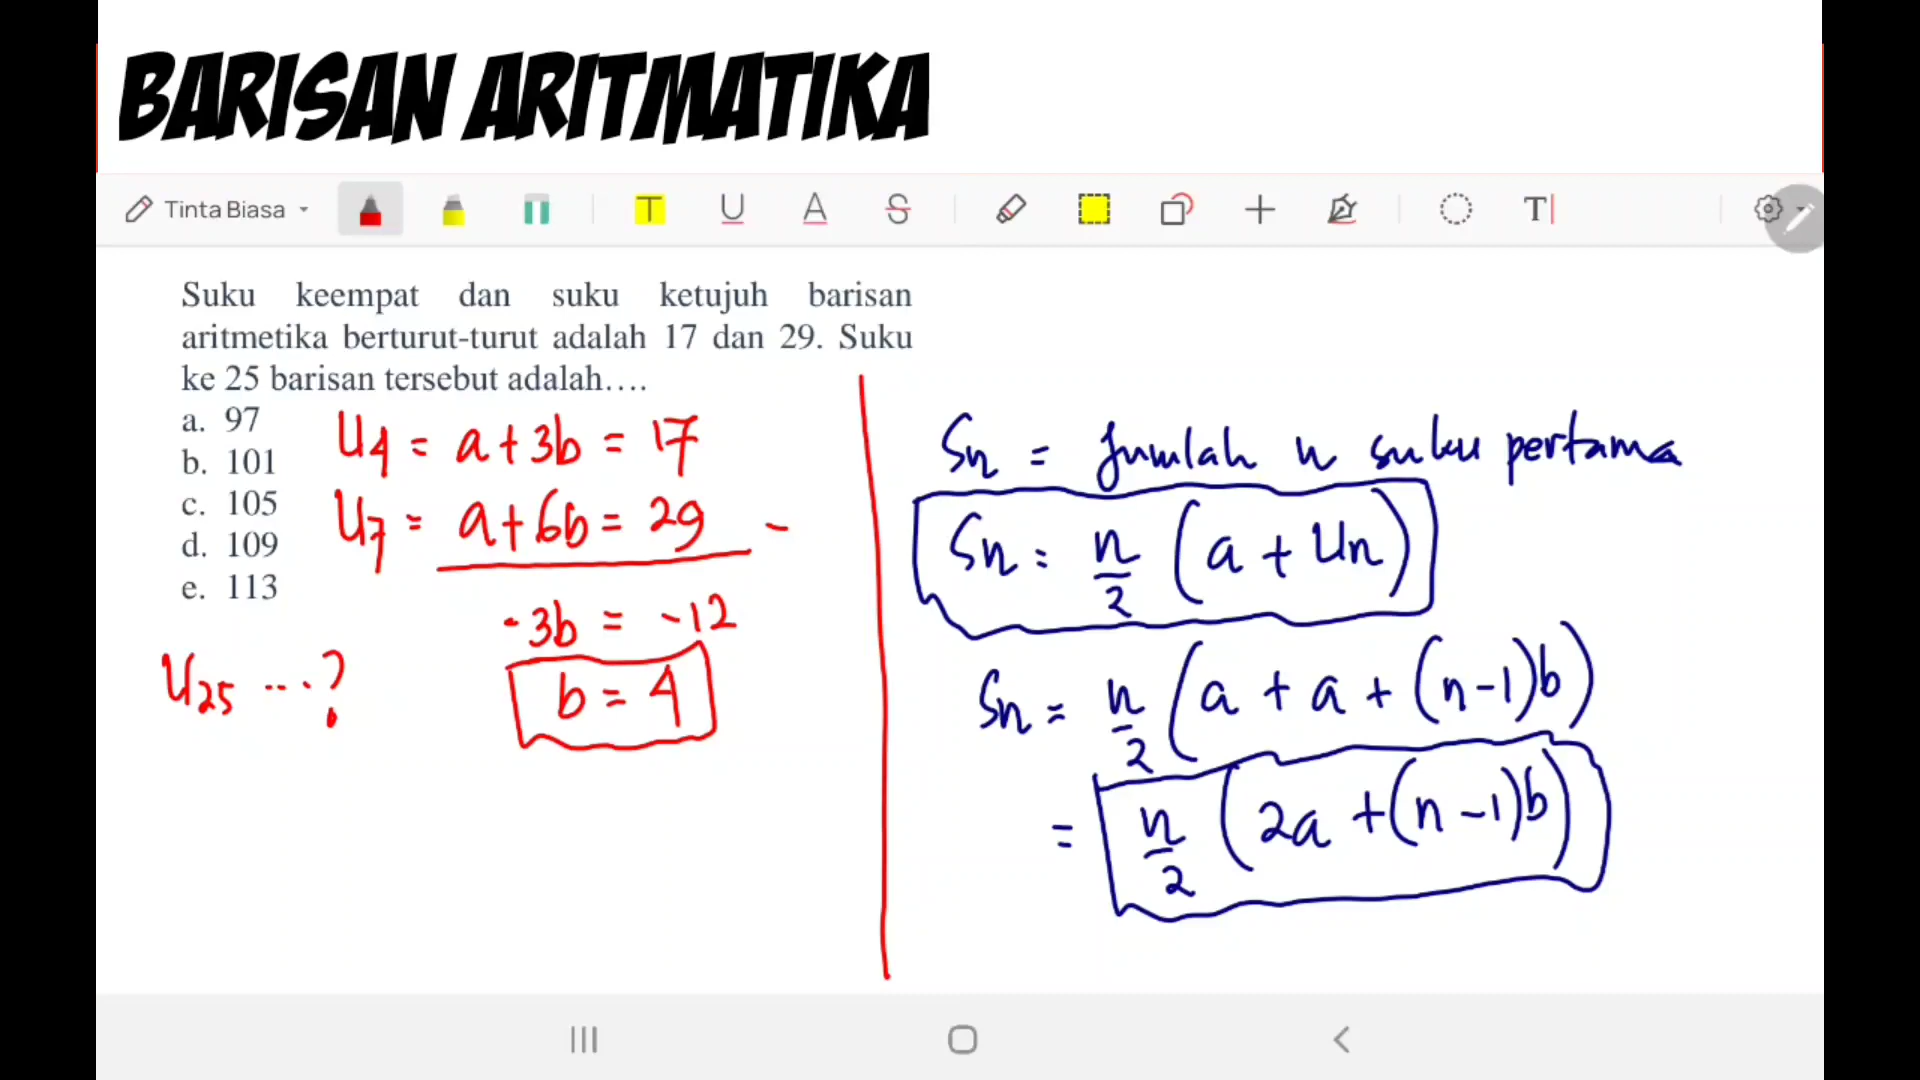 BARISAN ARITMATIKA
Tinta Biasa
Suku keempat dan suku ketujuh barisan
aritmetika berturut-turut adalah 17 dan 29. Suku
ke 25 barisan tersebut adalah....
a. 97
b. 101
c. 105
d. 109
e. 113
U4 = a + 3b = 17
U7 = a + 6b = 29 -
-3b = -12
b = 4
U25 ...?
Sn = Jumlah n suku pertama
Sn = n/2 (a + Un)
Sn = n/2 (a + a + (n-1)b)
= n/2 (2a + (n-1)b)